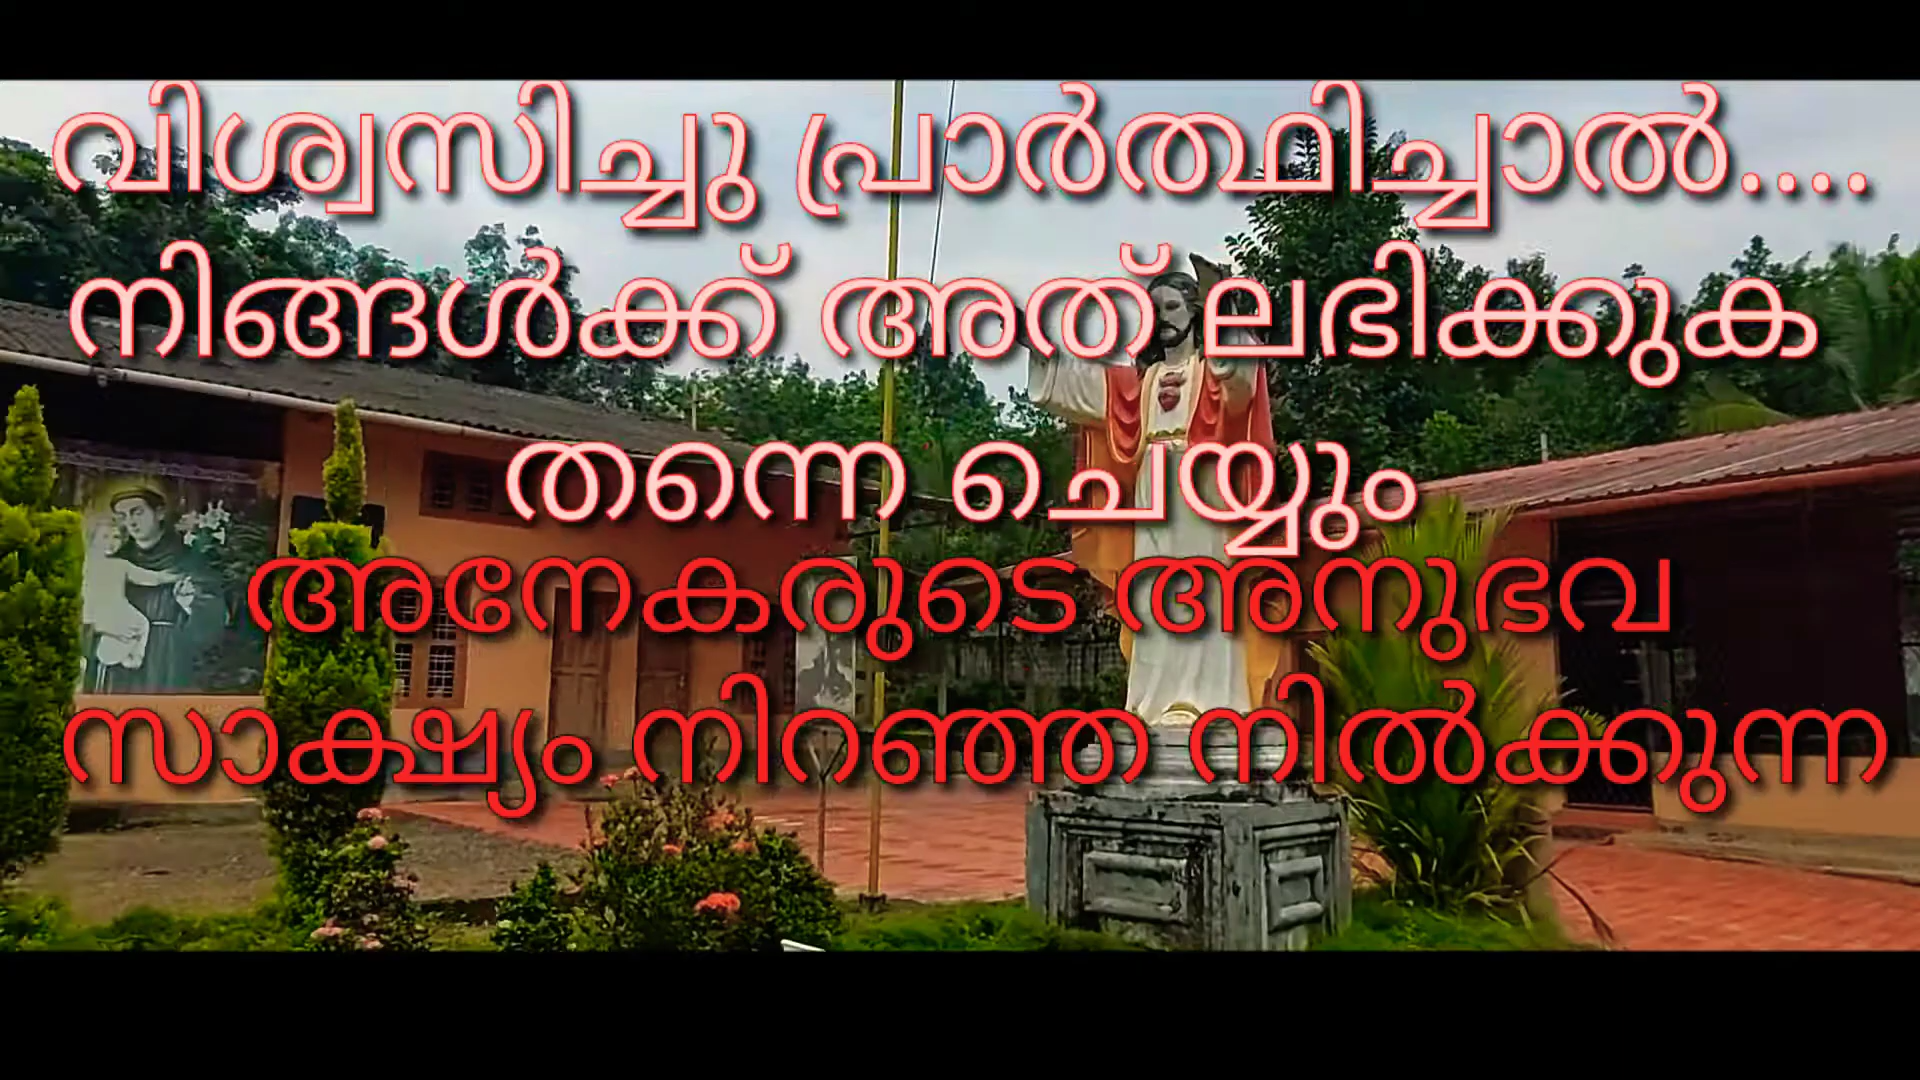 വിശ്വസിച്ചു പ്രാർത്ഥിച്ചാൽ....
നിങ്ങൾക്ക് അത് ലഭിക്കുക
തന്നെ ചെയ്യും
അനേകരുടെ അനുഭവ
സാക്ഷ്യം നിറഞ്ഞ നിൽക്കുന്ന